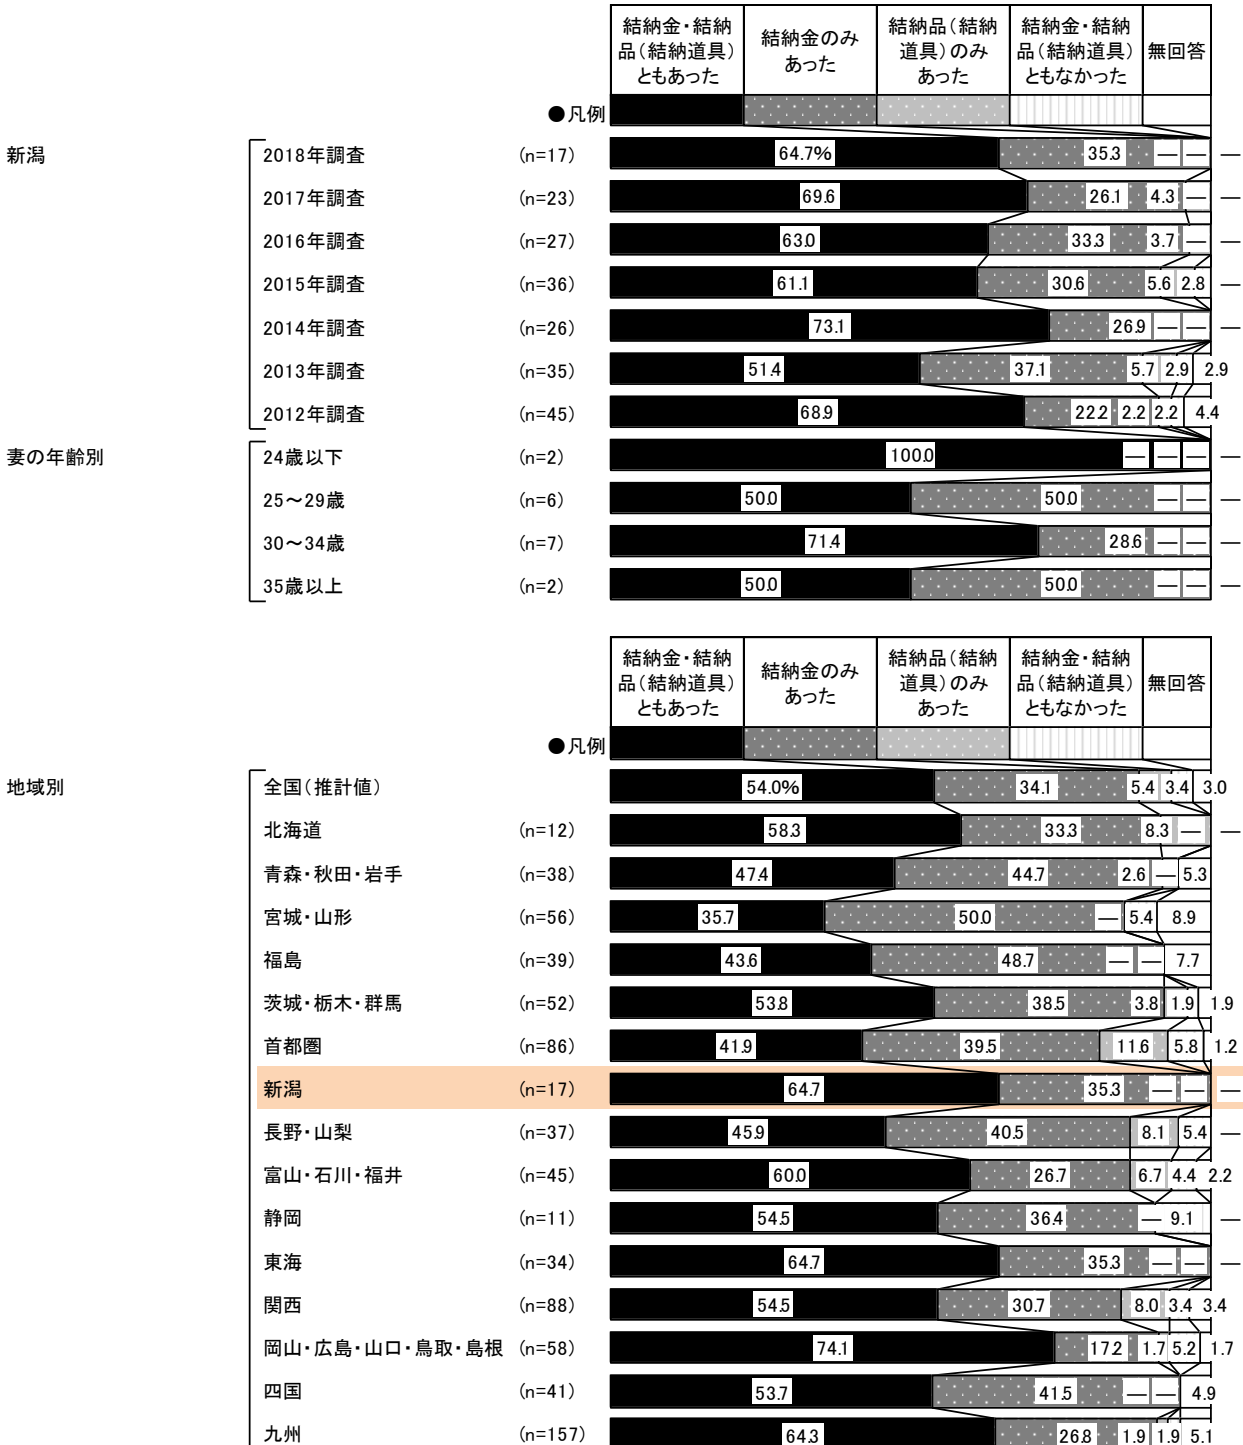 結納金・結納 結納金のみ 結納品(結納 結納金・結納 無回答
品(結納道具) あった 道具)のみ 品(結納道具)
ともあった あった ともなかった
●凡例
新潟 2018年調査 (n=17) 64.7% 35.3 — — —
2017年調査 (n=23) 69.6 26.1 4.3 — —
2016年調査 (n=27) 63.0 33.3 3.7 — —
2015年調査 (n=36) 61.1 30.6 5.6 2.8 —
2014年調査 (n=26) 73.1 26.9 — — —
2013年調査 (n=35) 51.4 37.1 5.7 2.9 2.9
2012年調査 (n=45) 68.9 22.2 2.2 2.2 4.4
妻の年齢別 24歳以下 (n=2) 100.0 — — — —
25～29歳 (n=6) 50.0 50.0 — — —
30～34歳 (n=7) 71.4 28.6 — — —
35歳以上 (n=2) 50.0 50.0 — — —
結納金・結納 結納金のみ 結納品(結納 結納金・結納 無回答
品(結納道具) あった 道具)のみ 品(結納道具)
ともあった あった ともなかった
●凡例
地域別 全国(推計値) 54.0% 34.1 5.4 3.4 3.0
北海道 (n=12) 58.3 33.3 8.3 — —
青森・秋田・岩手 (n=38) 47.4 44.7 2.6 — 5.3
宮城・山形 (n=56) 35.7 50.0 — 5.4 8.9
福島 (n=39) 43.6 48.7 — — 7.7
茨城・栃木・群馬 (n=52) 53.8 38.5 3.8 1.9 1.9
首都圏 (n=86) 41.9 39.5 11.6 5.8 1.2
新潟 (n=17) 64.7 35.3 — — —
長野・山梨 (n=37) 45.9 40.5 8.1 5.4 —
富山・石川・福井 (n=45) 60.0 26.7 6.7 4.4 2.2
静岡 (n=11) 54.5 36.4 — 9.1 —
東海 (n=34) 64.7 35.3 — — —
関西 (n=88) 54.5 30.7 8.0 3.4 3.4
岡山・広島・山口・鳥取・島根 (n=58) 74.1 17.2 1.7 5.2 1.7
四国 (n=41) 53.7 41.5 — — 4.9
九州 (n=157) 64.3 26.8 1.9 1.9 5.1